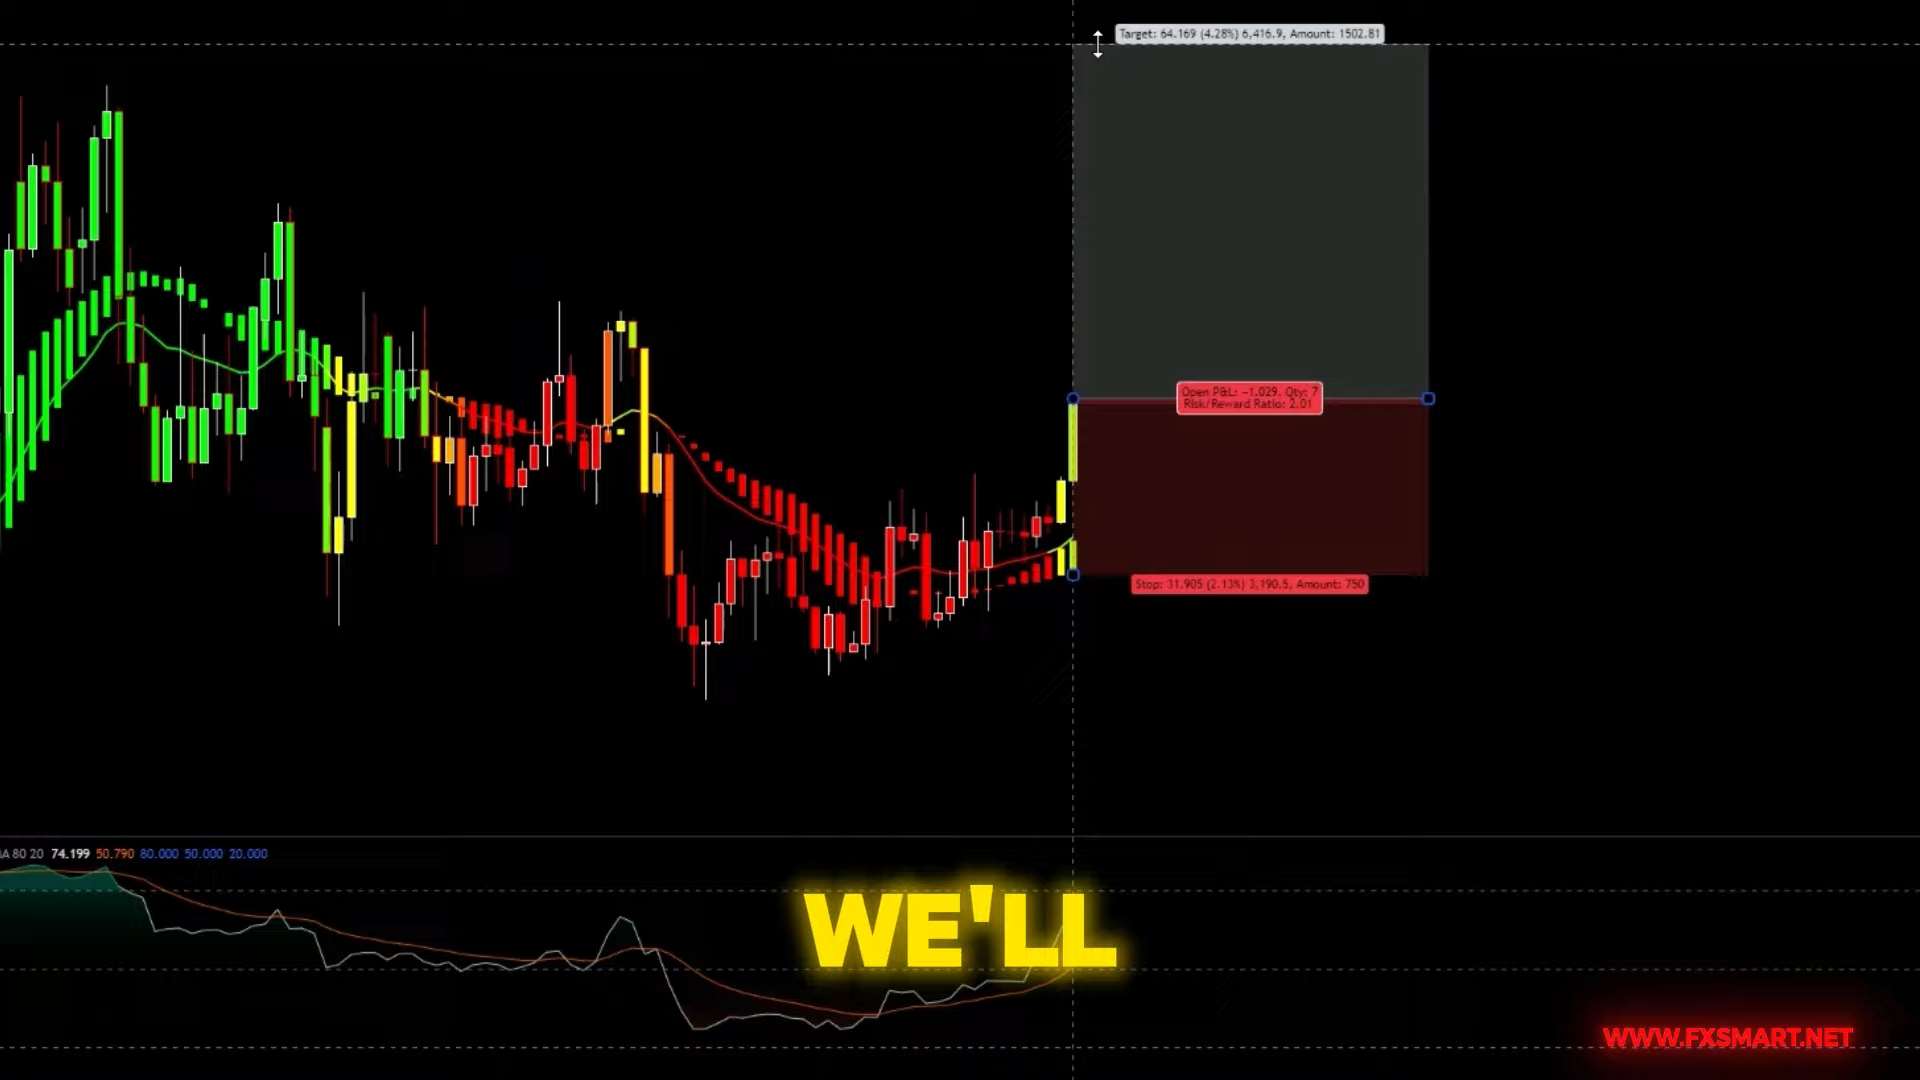 Target: 64.169 (4.28%) 6,416.9, Amount: 1502.81
Open P&L: −1.029, Qty: 7
Risk/Reward Ratio: 2.01
Stop: 31.905 (2.13%) 3,190.5, Amount: 750
A 80 20 74.199 50.790 80.000 50.000 20.000
WE'LL
WWW.FXSMART.NET